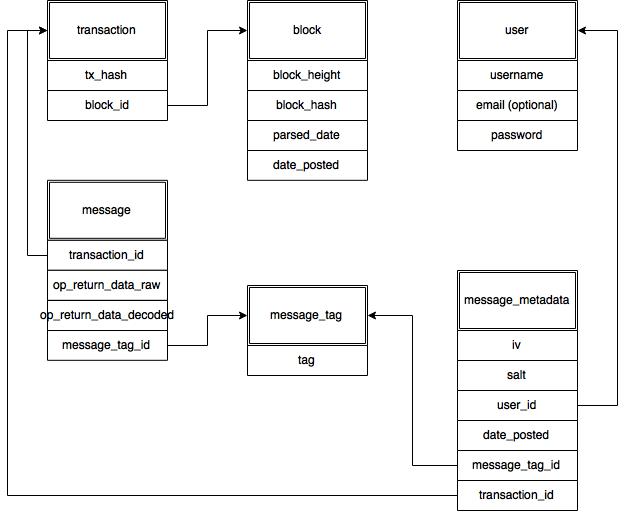 transaction
tx_hash
block_id
block
block_height
block_hash
parsed_date
date_posted
user
username
email (optional)
password
message
transaction_id
op_return_data_raw
op_return_data_decoded
message_tag_id
message_tag
tag
message_metadata
iv
salt
user_id
date_posted
message_tag_id
transaction_id